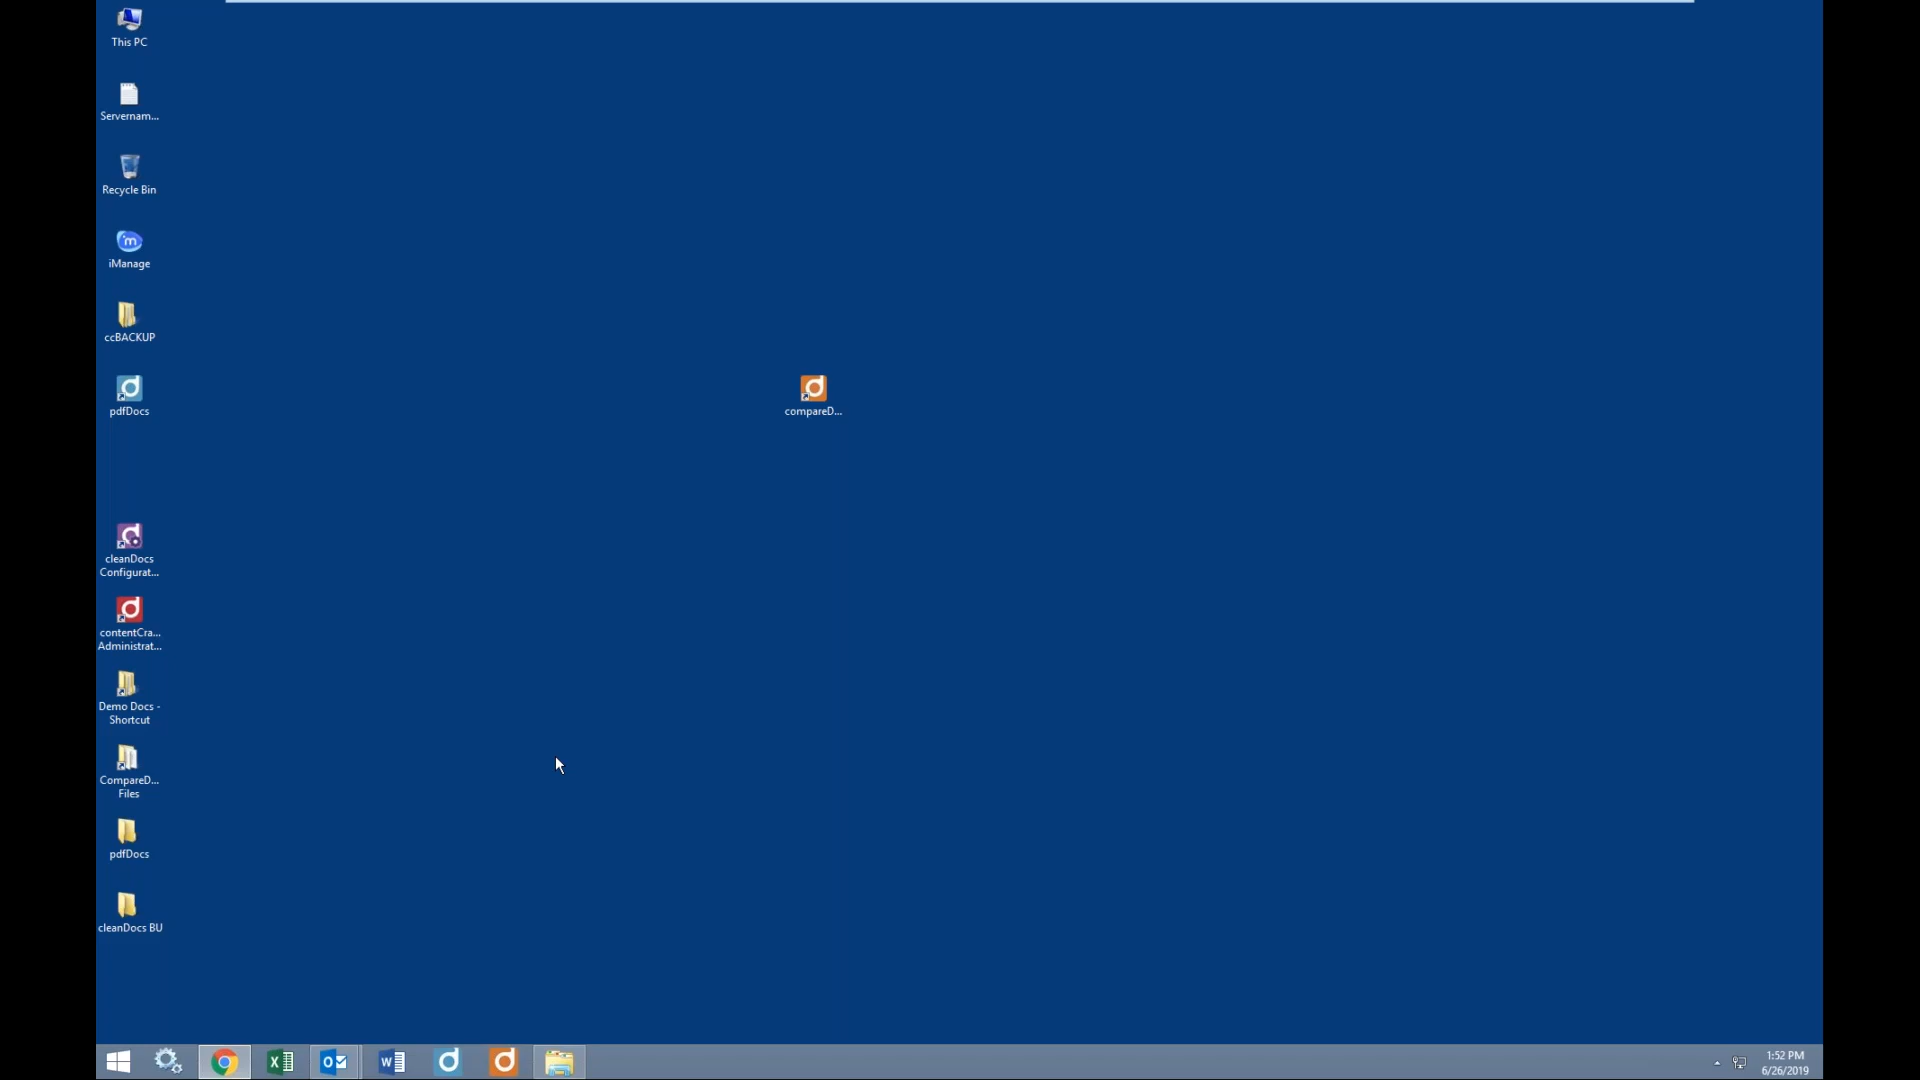 This PC
Servernam...
Recycle Bin
iManage
ccBACKUP
pdfDocs
compareD...
cleanDocs
Configurat...
contentCra...
Administrat...
Demo Docs -
Shortcut
CompareD...
Files
pdfDocs
cleanDocs BU
1:52 PM
6/26/2019